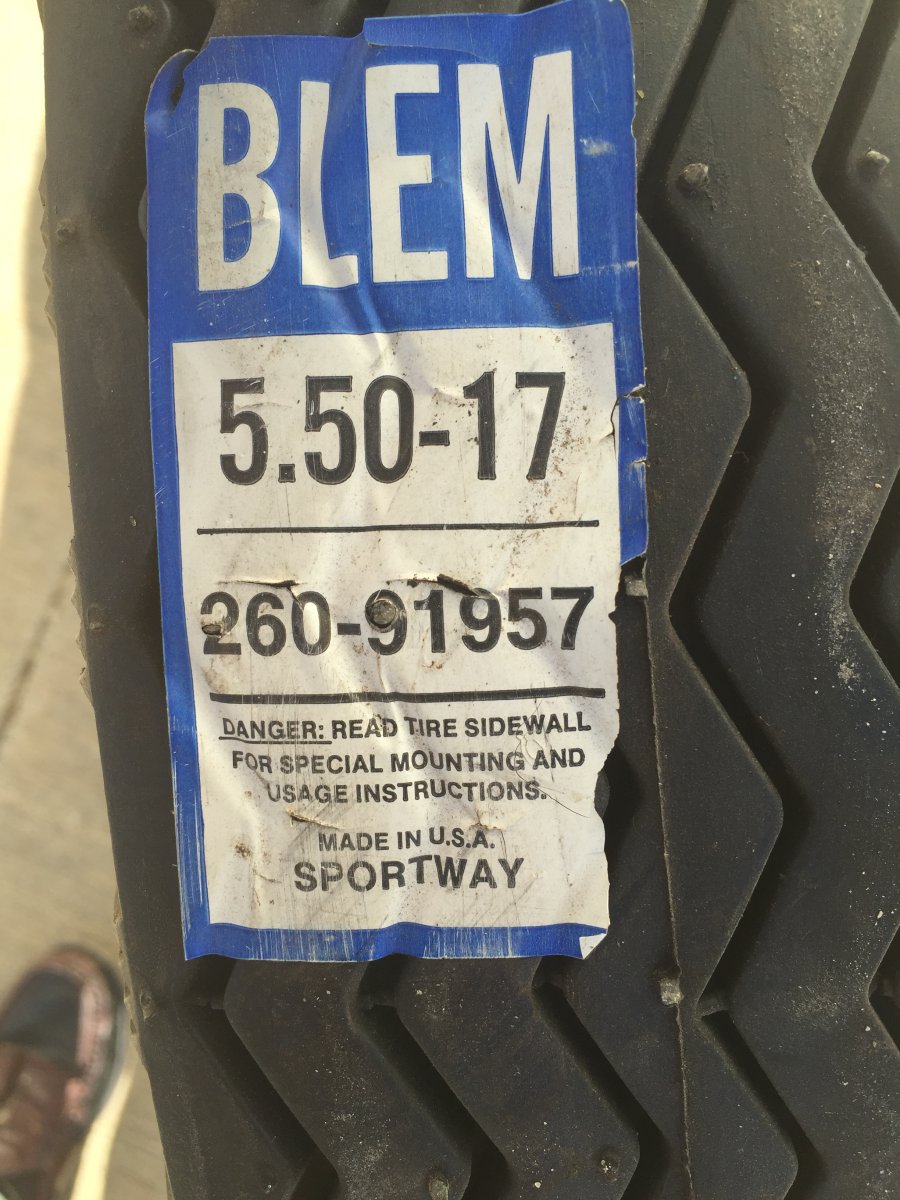 BLEM
5.50-17
260-91957
DANGER: READ TIRE SIDEWALL
FOR SPECIAL MOUNTING AND
USAGE INSTRUCTIONS.
MADE IN U.S.A.
SPORTWAY